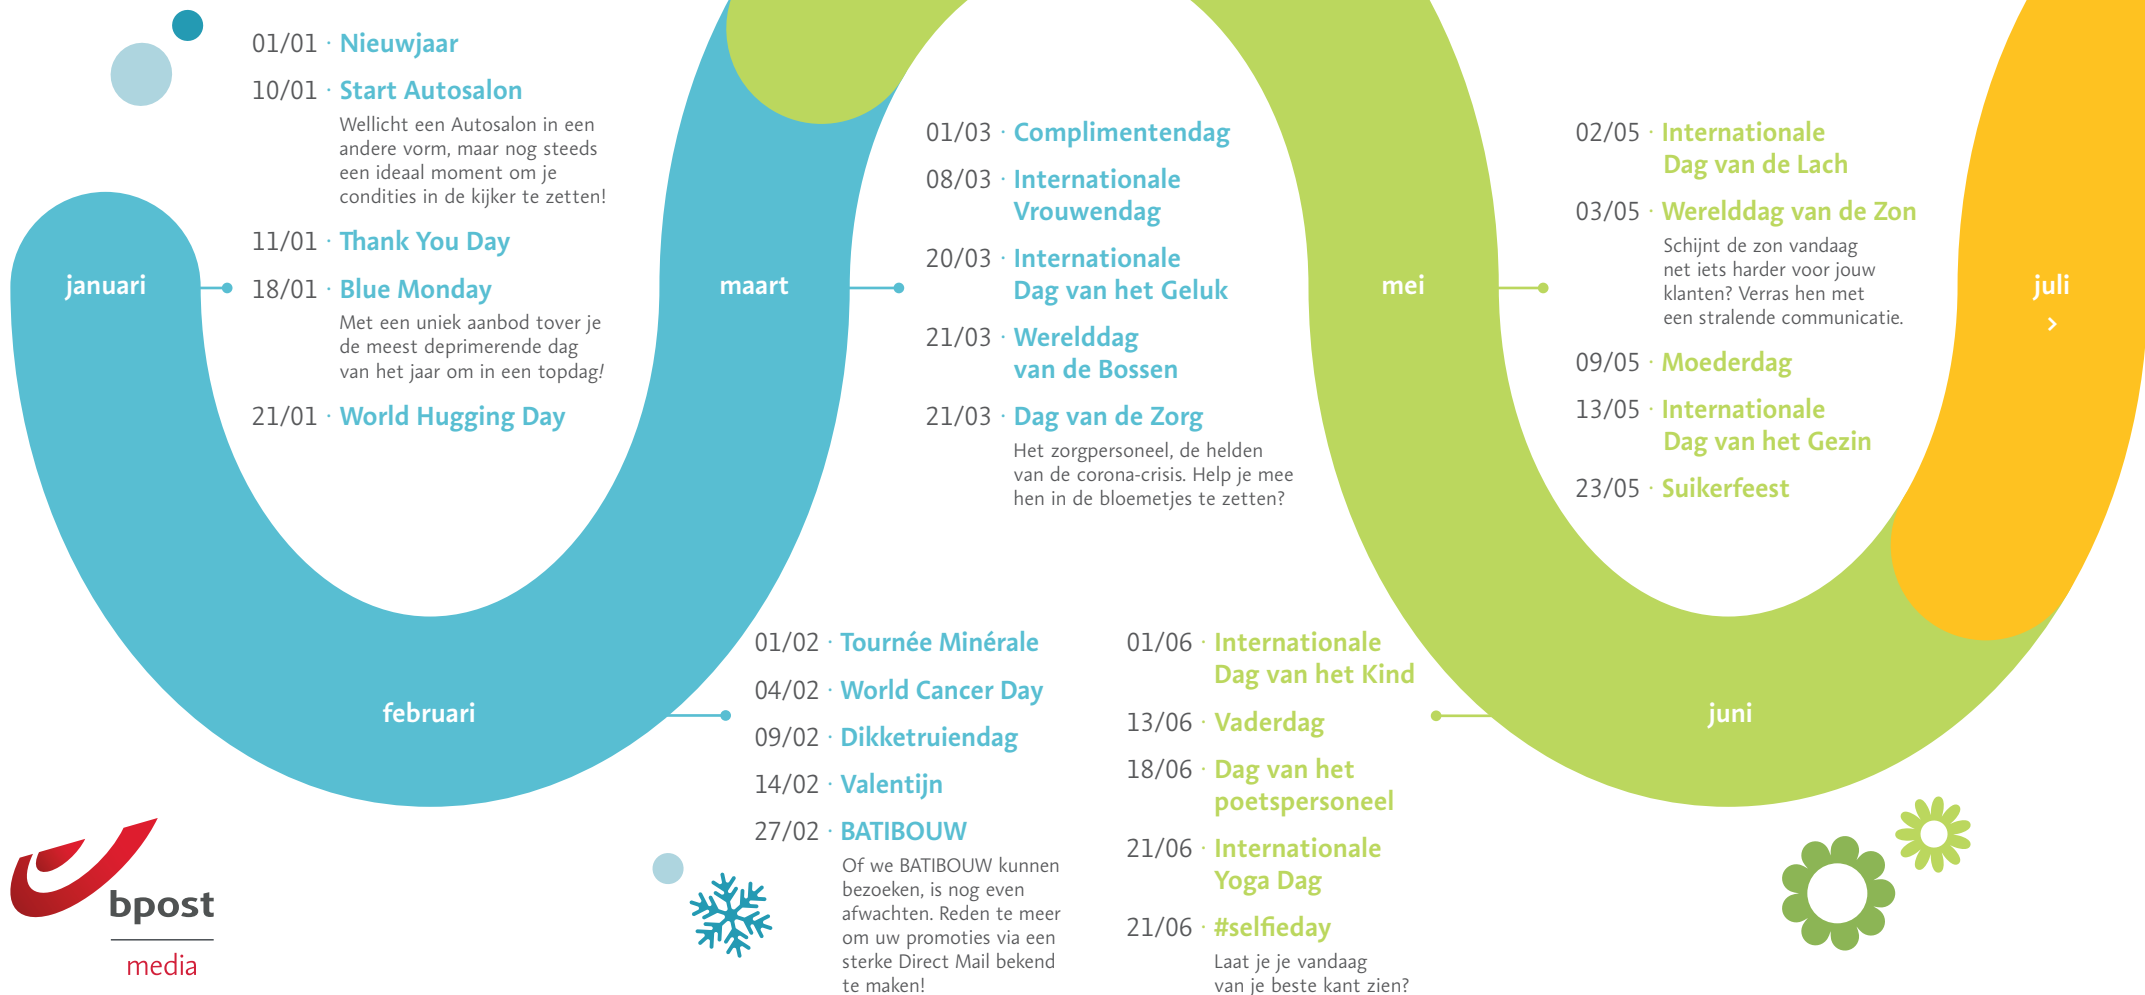 januari
01/01 · Nieuwjaar
10/01 · Start Autosalon
Wellicht een Autosalon in een
andere vorm, maar nog steeds
een ideaal moment om je
condities in de kijker te zetten!
11/01 · Thank You Day
18/01 · Blue Monday
Met een uniek aanbod tover je
de meest deprimerende dag
van het jaar om in een topdag!
21/01 · World Hugging Day
februari
01/02 · Tournée Minérale
04/02 · World Cancer Day
09/02 · Dikketruiendag
14/02 · Valentijn
27/02 · BATIBOUW
Of we BATIBOUW kunnen
bezoeken, is nog even
afwachten. Reden te meer
om uw promoties via een
sterke Direct Mail bekend
te maken!
maart
01/03 · Complimentendag
08/03 · Internationale
Vrouwendag
20/03 · Internationale
Dag van het Geluk
21/03 · Werelddag
van de Bossen
21/03 · Dag van de Zorg
Het zorgpersoneel, de helden
van de corona-crisis. Help je mee
hen in de bloemetjes te zetten?
mei
02/05 · Internationale
Dag van de Lach
03/05 · Werelddag van de Zon
Schijnt de zon vandaag
net iets harder voor jouw
klanten? Verras hen met
een stralende communicatie.
09/05 · Moederdag
13/05 · Internationale
Dag van het Gezin
23/05 · Suikerfeest
juni
01/06 · Internationale
Dag van het Kind
13/06 · Vaderdag
18/06 · Dag van het
poetspersoneel
21/06 · Internationale
Yoga Dag
21/06 · #selfieday
Laat je je vandaag
van je beste kant zien?
juli
›
bpost
media